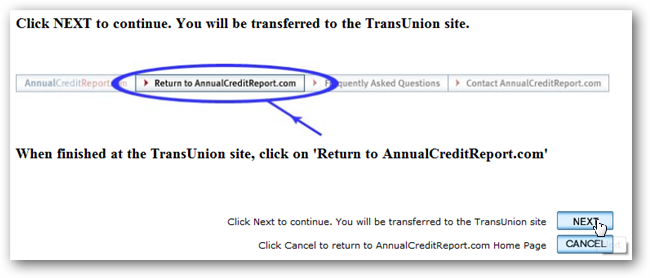 Click NEXT to continue. You will be transferred to the TransUnion site.
AnnualCreditReport. Return to AnnualCreditReport.com Frequently Asked Questions Contact AnnualCreditReport.com
When finished at the TransUnion site, click on 'Return to AnnualCreditReport.com'
Click Next to continue. You will be transferred to the TransUnion site NEXT
Click Cancel to return to AnnualCreditReport.com Home Page CANCEL